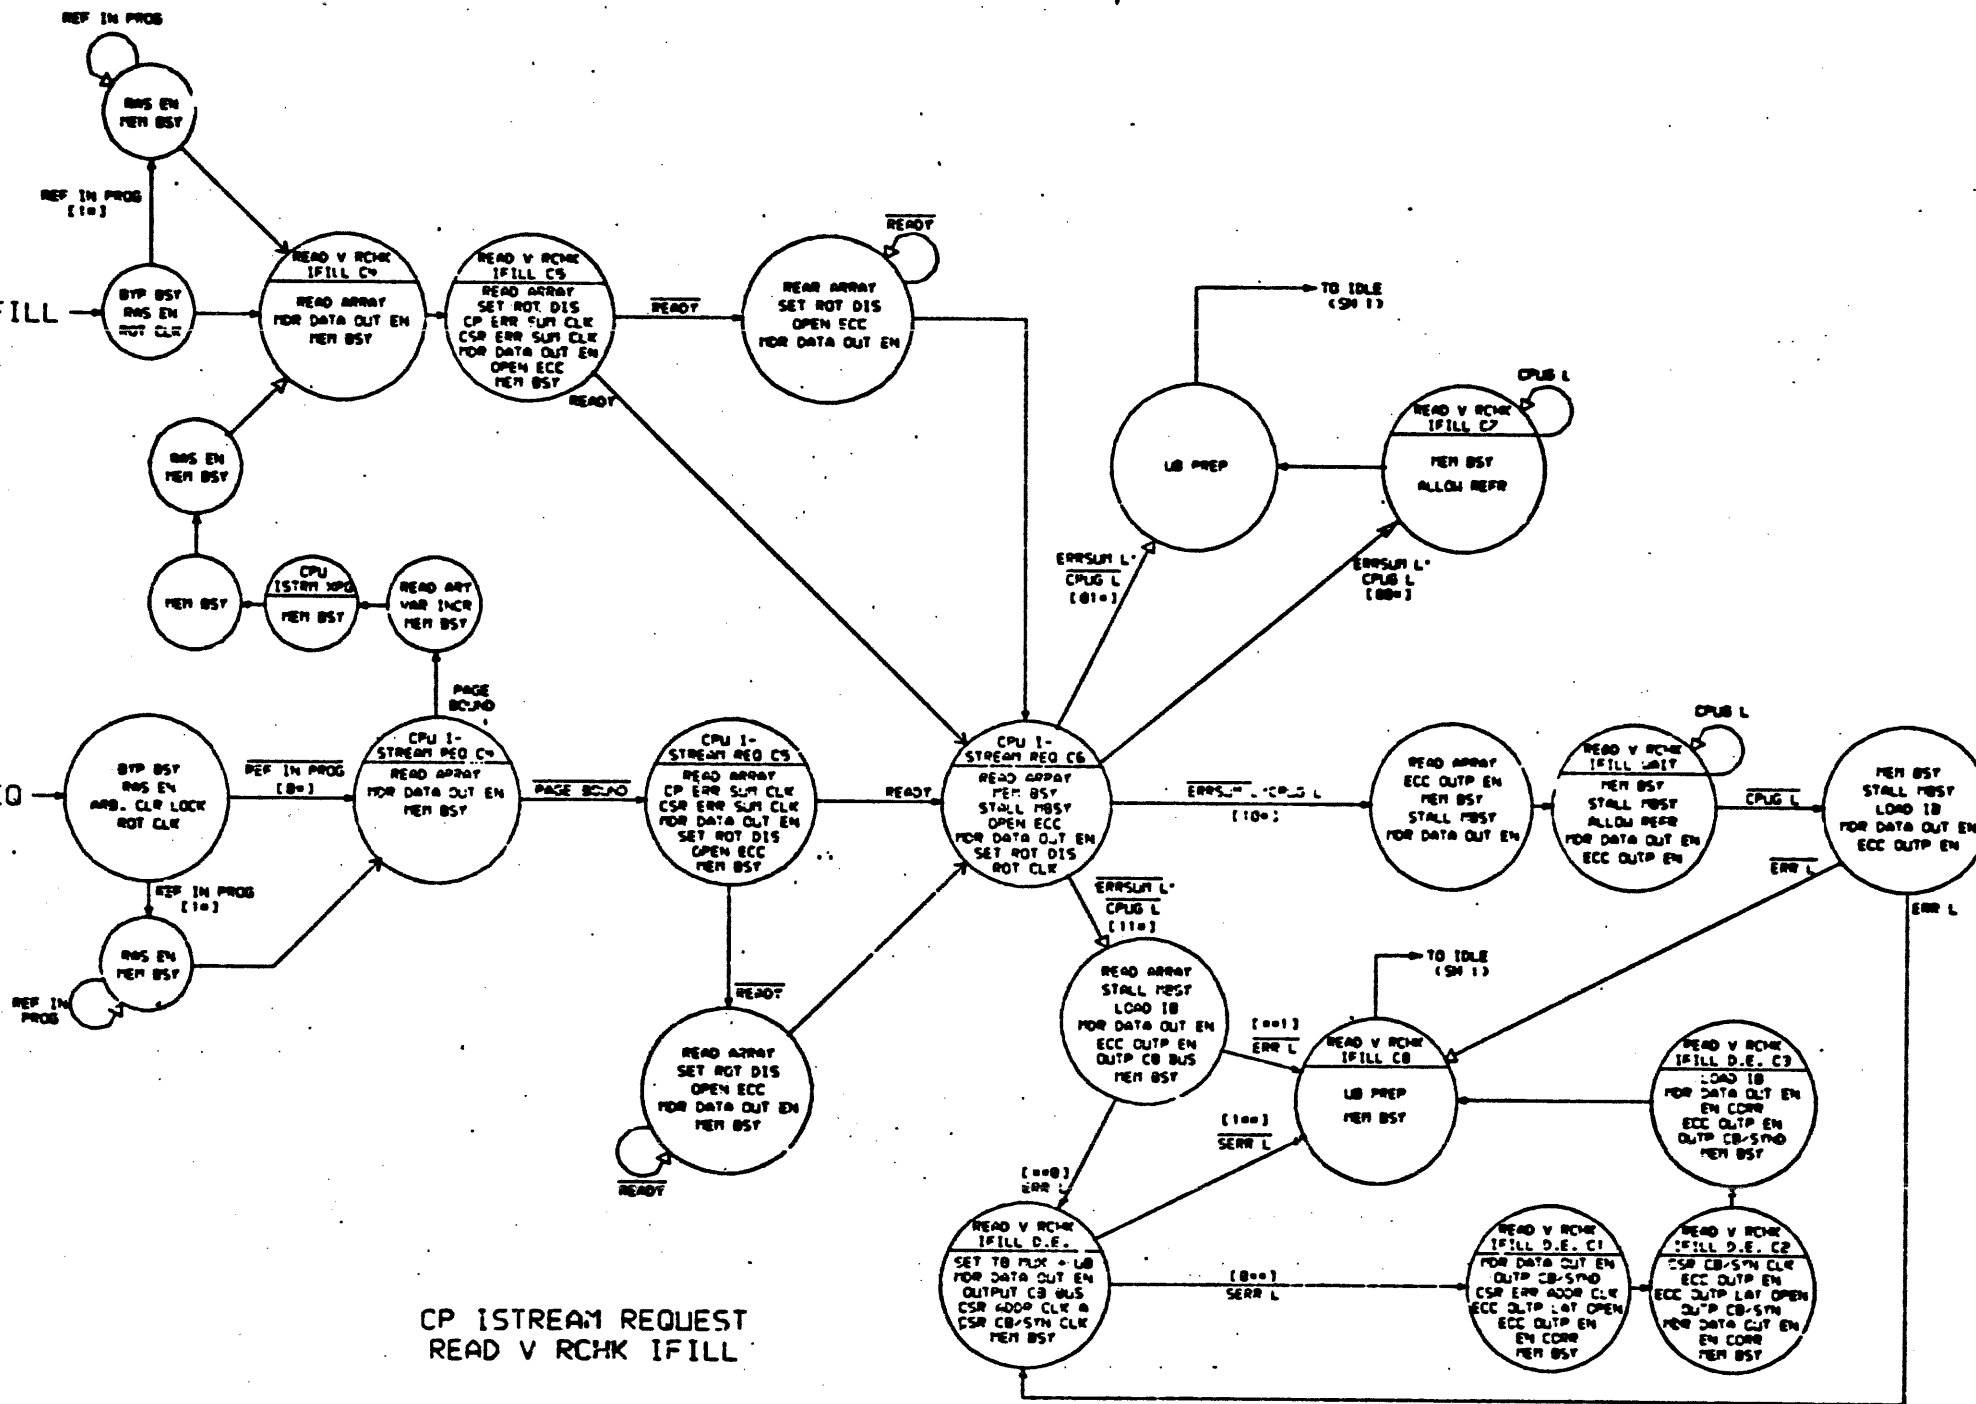 REF IN PROG
RAS EN
MEM BSY
REF IN PROG
[1*]
FILL
BYP BSY
RAS EN
ROT CLK
READ V RCHK
IFILL C4
READ ARRAY
MDR DATA OUT EN
MEM BSY
READ V RCHK
IFILL C5
READ ARRAY
SET ROT DIS
CP ERR SUM CLK
CSR ERR SUM CLK
MDR DATA OUT EN
OPEN ECC
MEM BSY
READY
READY
REAR ARRAY
SET ROT DIS
OPEN ECC
MDR DATA OUT EN
READY
TO IDLE
(SM 1)
UB PREP
CPUG L
READ V RCHK
IFILL C7
MEM BSY
ALLOW REFR
ERRSUM L*
CPUG L
[01*]
ERRSUM L*
CPUG L
[00*]
RAS EN
MEM BSY
MEM BSY
CPU
ISTRM XPG
MEM BSY
READ ARY
VAR INCR
MEM BSY
PAGE
BOUND
Q
BYP BSY
RAS EN
ARB. CLR LOCK
ROT CLK
REF IN PROG
[0*]
CPU I-
STREAM REQ C4
READ ARRAY
MDR DATA OUT EN
MEM BSY
PAGE BOUND
CPU I-
STREAM REQ C5
READ ARRAY
CP ERR SUM CLK
CSR ERR SUM CLK
MDR DATA OUT EN
SET ROT DIS
OPEN ECC
MEM BSY
READY
CPU I-
STREAM REQ C6
READ ARRAY
MEM BSY
STALL MBSY
OPEN ECC
MDR DATA OUT EN
SET ROT DIS
ROT CLK
ERRSUM L*CPUG L
[10*]
READ ARRAY
ECC OUTP EN
MEM BSY
STALL MBSY
MDR DATA OUT EN
CPUG L
READ V RCHK
IFILL WAIT
MEM BSY
STALL MBSY
ALLOW REFR
MDR DATA OUT EN
ECC OUTP EN
CPUG L
MEM BSY
STALL MBSY
LOAD IB
MDR DATA OUT EN
ECC OUTP EN
ERR L
ERR L
REF IN PROG
[1*]
RAS EN
MEM BSY
REF IN
PROG
READY
READ ARRAY
SET ROT DIS
OPEN ECC
MDR DATA OUT EN
MEM BSY
READY
ERRSUM L*
CPUG L
[11*]
READ ARRAY
STALL MBSY
LOAD IB
MDR DATA OUT EN
ECC OUTP EN
OUTP CB BUS
MEM BSY
[**1]
ERR L
TO IDLE
(SM 1)
READ V RCHK
IFILL C8
UB PREP
MEM BSY
[1**]
SERR L
[**0]
ERR L
READ V RCHK
IFILL D.E. C3
LOAD IB
MDR DATA OUT EN
EN CORR
ECC OUTP EN
OUTP CB/SYND
MEM BSY
READ V RCHK
IFILL D.E.
SET TB MUX = UB
MDR DATA OUT EN
OUTPUT CB BUS
CSR ADDR CLK A
CSR CB/SYN CLK
MEM BSY
[0**]
SERR L
READ V RCHK
IFILL D.E. C1
MDR DATA OUT EN
OUTP CB/SYND
CSR ERR ADDR CLK
ECC OUTP LAT OPEN
ECC OUTP EN
EN CORR
MEM BSY
READ V RCHK
IFILL D.E. C2
CSR CB/SYN CLK
ECC OUTP EN
ECC OUTP LAT OPEN
OUTP CB/SYN
MDR DATA OUT EN
EN CORR
MEM BSY
CP ISTREAM REQUEST
READ V RCHK IFILL